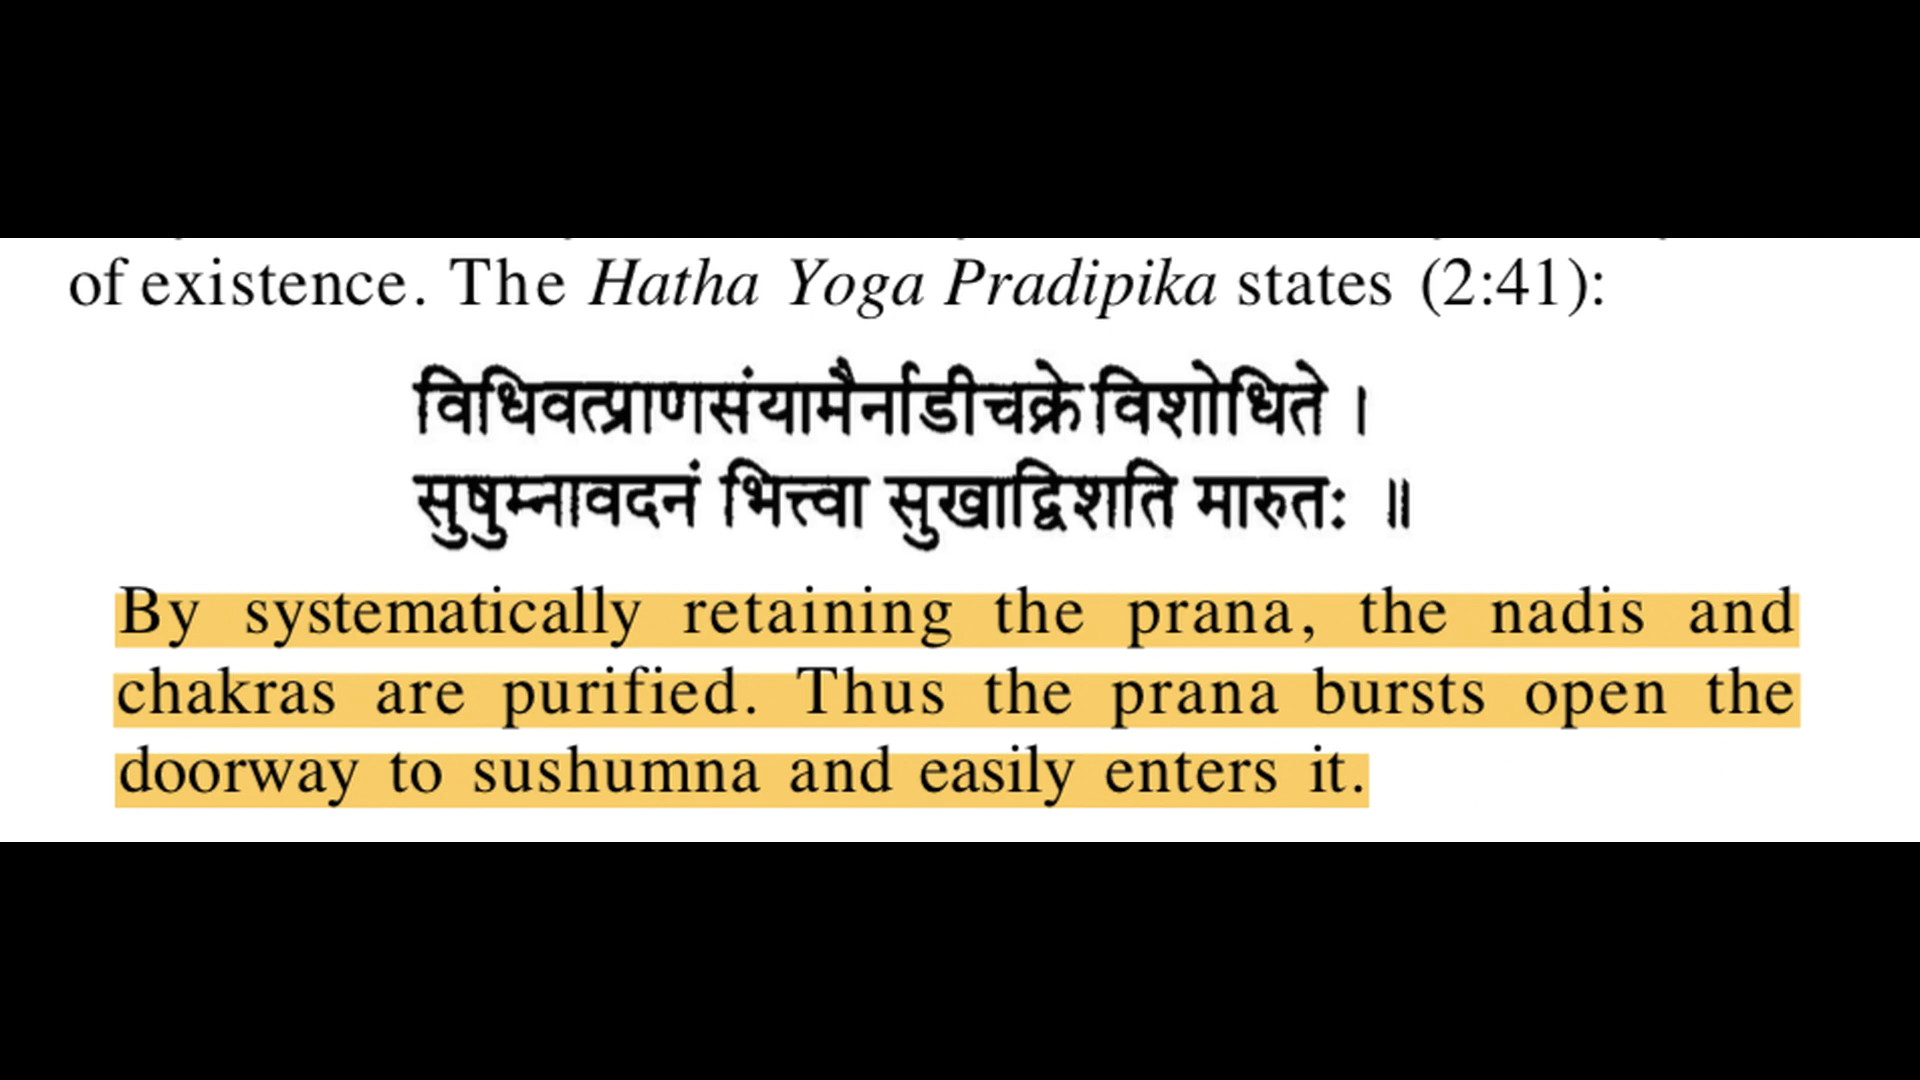 of existence. The Hatha Yoga Pradipika states (2:41):
विधिवत्प्राणसंयामैर्नाडीचक्रे विशोधिते ।
सुषुम्नावदनं भित्त्वा सुखाद्विशति मारुतः ॥
By systematically retaining the prana, the nadis and
chakras are purified. Thus the prana bursts open the
doorway to sushumna and easily enters it.